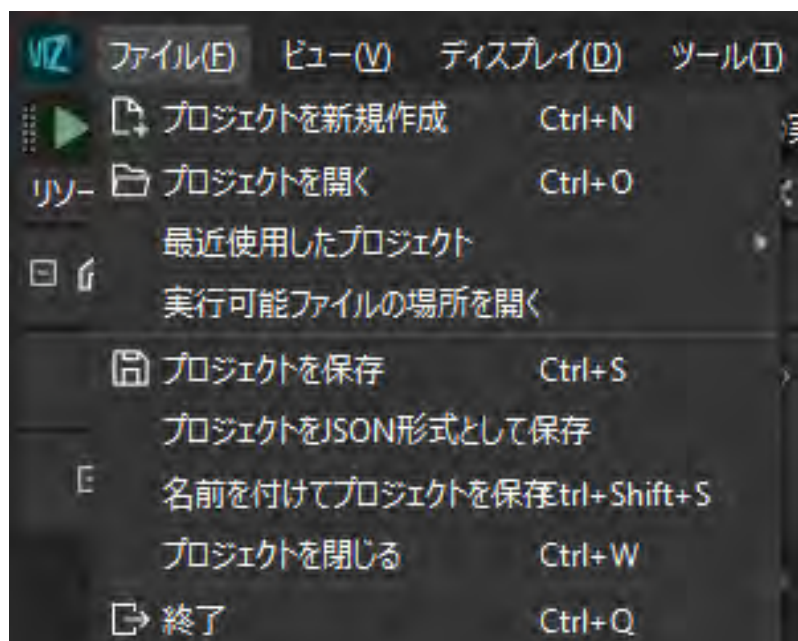 VIZ ファイル(F) ビュー(V) ディスプレイ(D) ツール(T)
プロジェクトを新規作成 Ctrl+N
プロジェクトを開く Ctrl+O
リソー
最近使用したプロジェクト
実行可能ファイルの場所を開く
プロジェクトを保存 Ctrl+S
プロジェクトをJSON形式として保存
名前を付けてプロジェクトを保存 Ctrl+Shift+S
プロジェクトを閉じる Ctrl+W
終了 Ctrl+Q